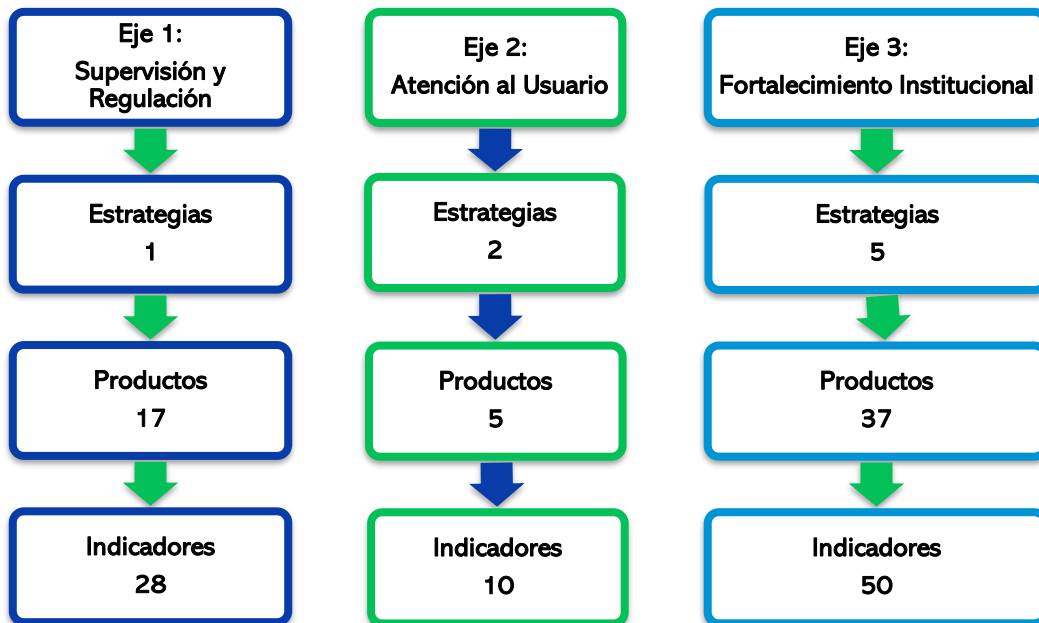 Eje 1:
Supervisión y
Regulación
Estrategias
1
Productos
17
Indicadores
28
Eje 2:
Atención al Usuario
Estrategias
2
Productos
5
Indicadores
10
Eje 3:
Fortalecimiento Institucional
Estrategias
5
Productos
37
Indicadores
50